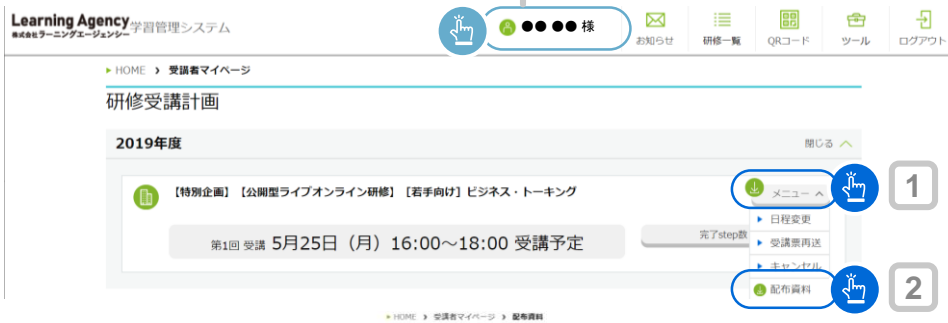 Learning Agency 学習管理システム
株式会社ラーニングエージェンシー
●● ●● 様
お知らせ
研修一覧
QRコード
ツール
ログアウト
HOME > 受講者マイページ
研修受講計画
2019年度
閉じる
【特別企画】【公開型ライブオンライン研修】［若手向け］ビジネス・トーキング
メニュー
1
第1回 受講 5月25日（月）16:00～18:00 受講予定
完了step数
日程変更
受講票再送
キャンセル
配布資料
2
HOME > 受講者マイページ > 配布資料